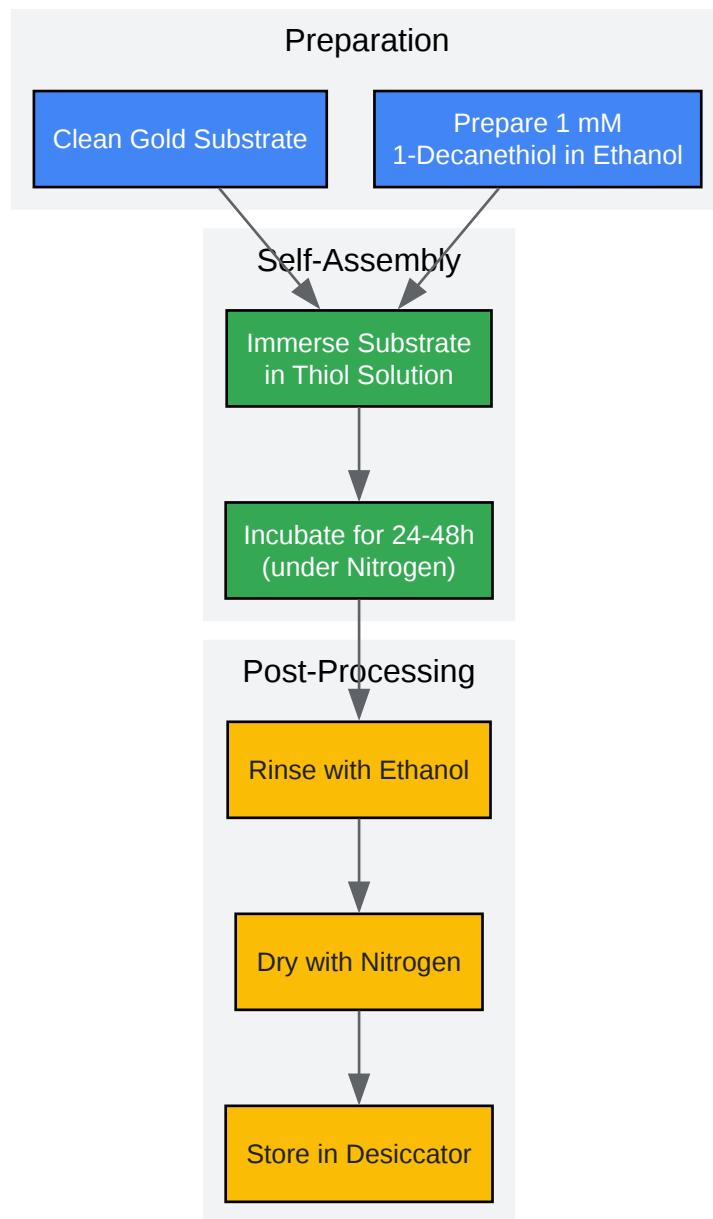 Preparation
Clean Gold Substrate
Prepare 1 mM
1-Decanethiol in Ethanol
Self-Assembly
Immerse Substrate
in Thiol Solution
Incubate for 24-48h
(under Nitrogen)
Post-Processing
Rinse with Ethanol
Dry with Nitrogen
Store in Desiccator